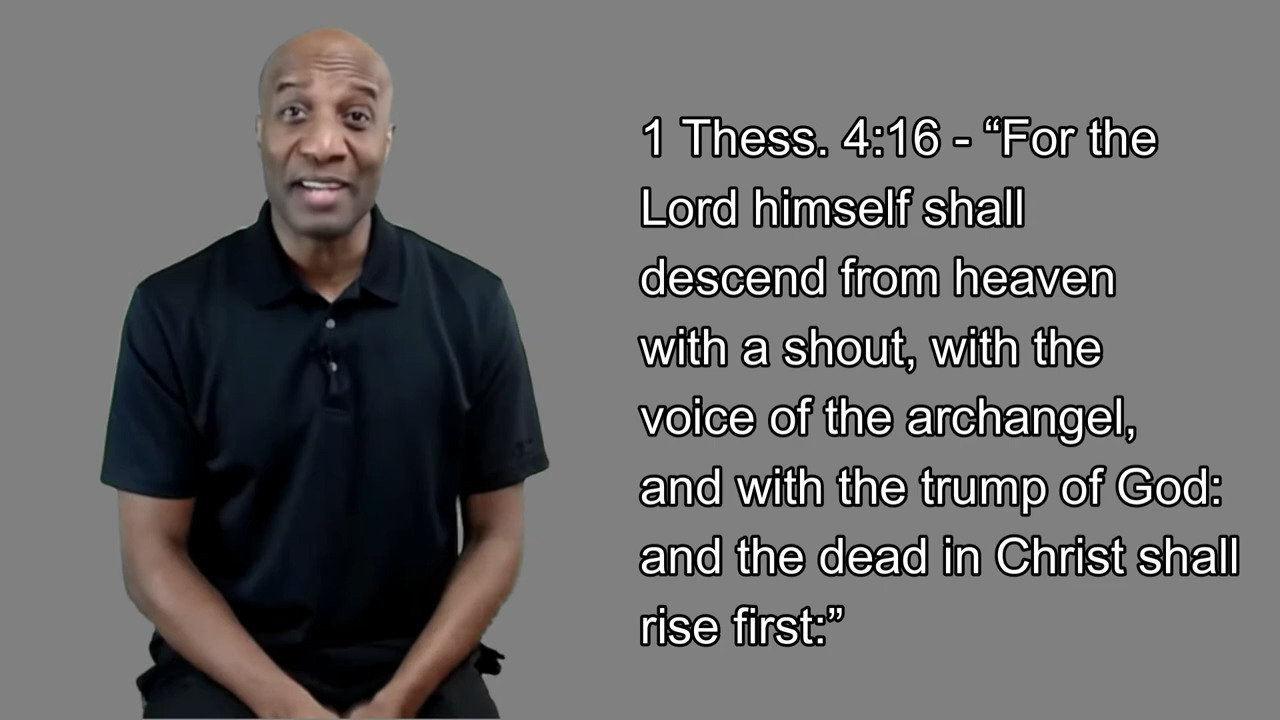 1 Thess. 4:16 - “For the
Lord himself shall
descend from heaven
with a shout, with the
voice of the archangel,
and with the trump of God:
and the dead in Christ shall
rise first:”